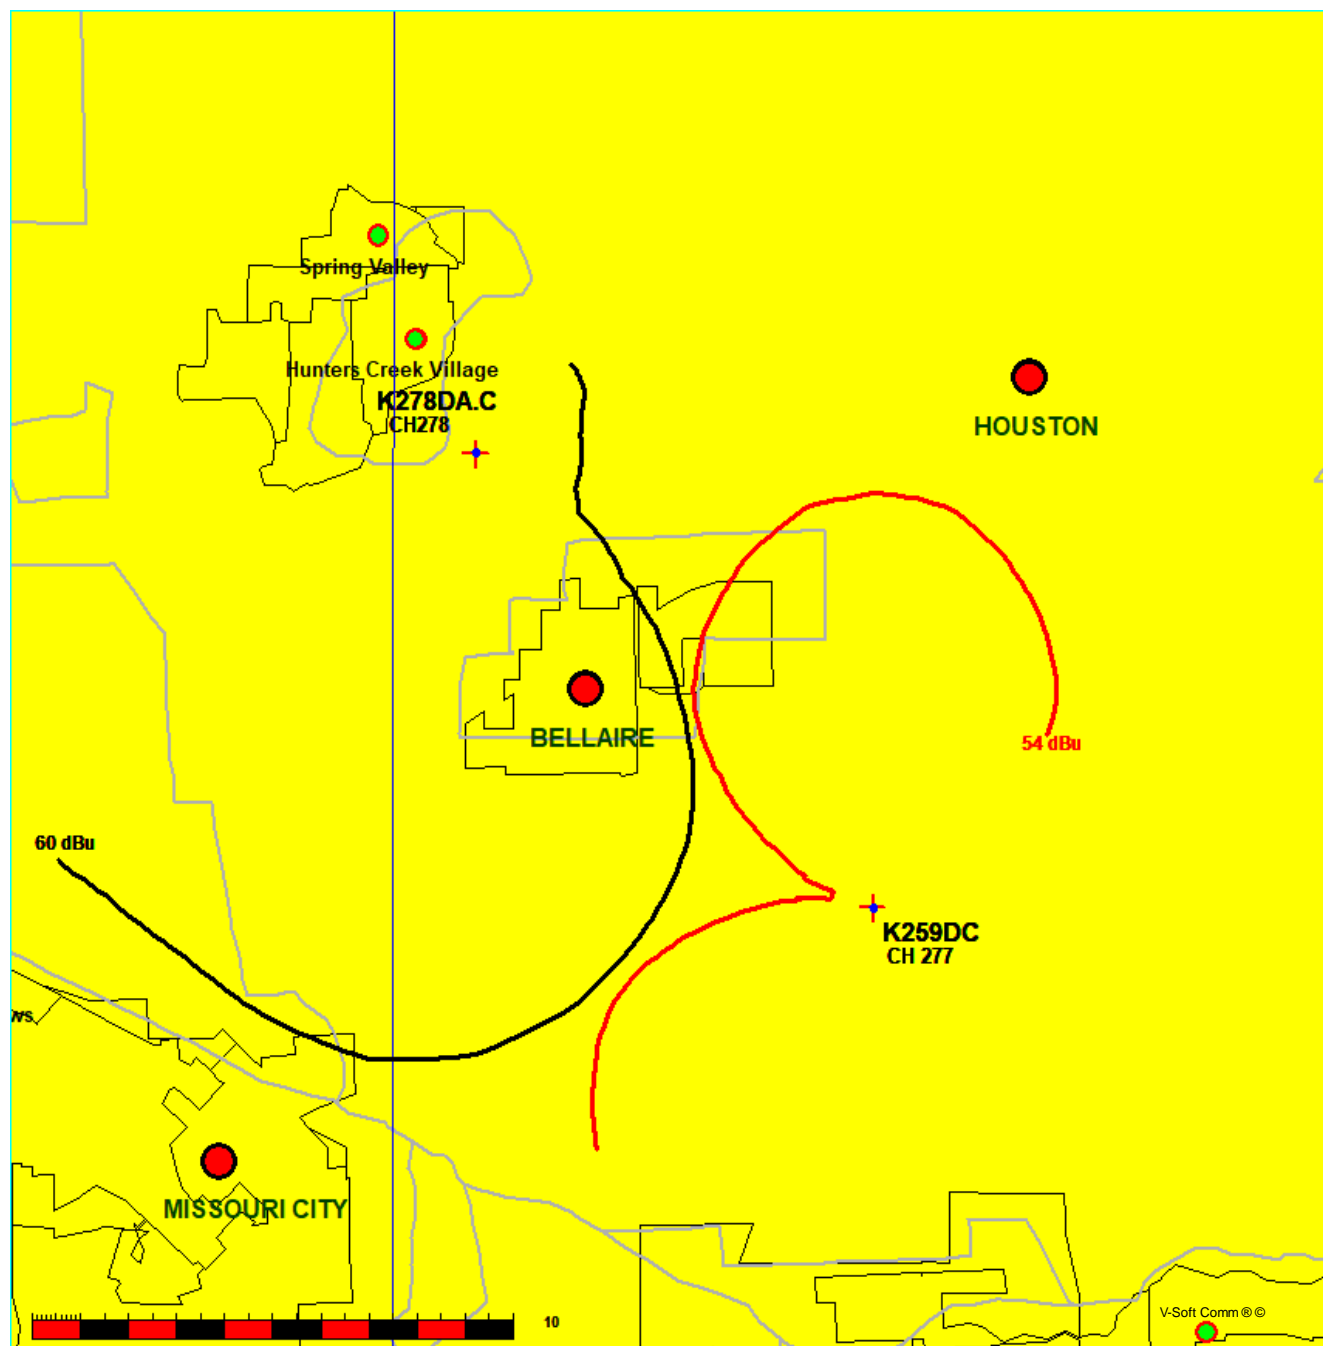 Spring Valley
Hunters Creek Village
K278DA.C
CH278
HOUSTON
BELLAIRE
54 dBu
60 dBu
K259DC
CH 277
ws
MISSOURI CITY
10
V-Soft Comm ® ©